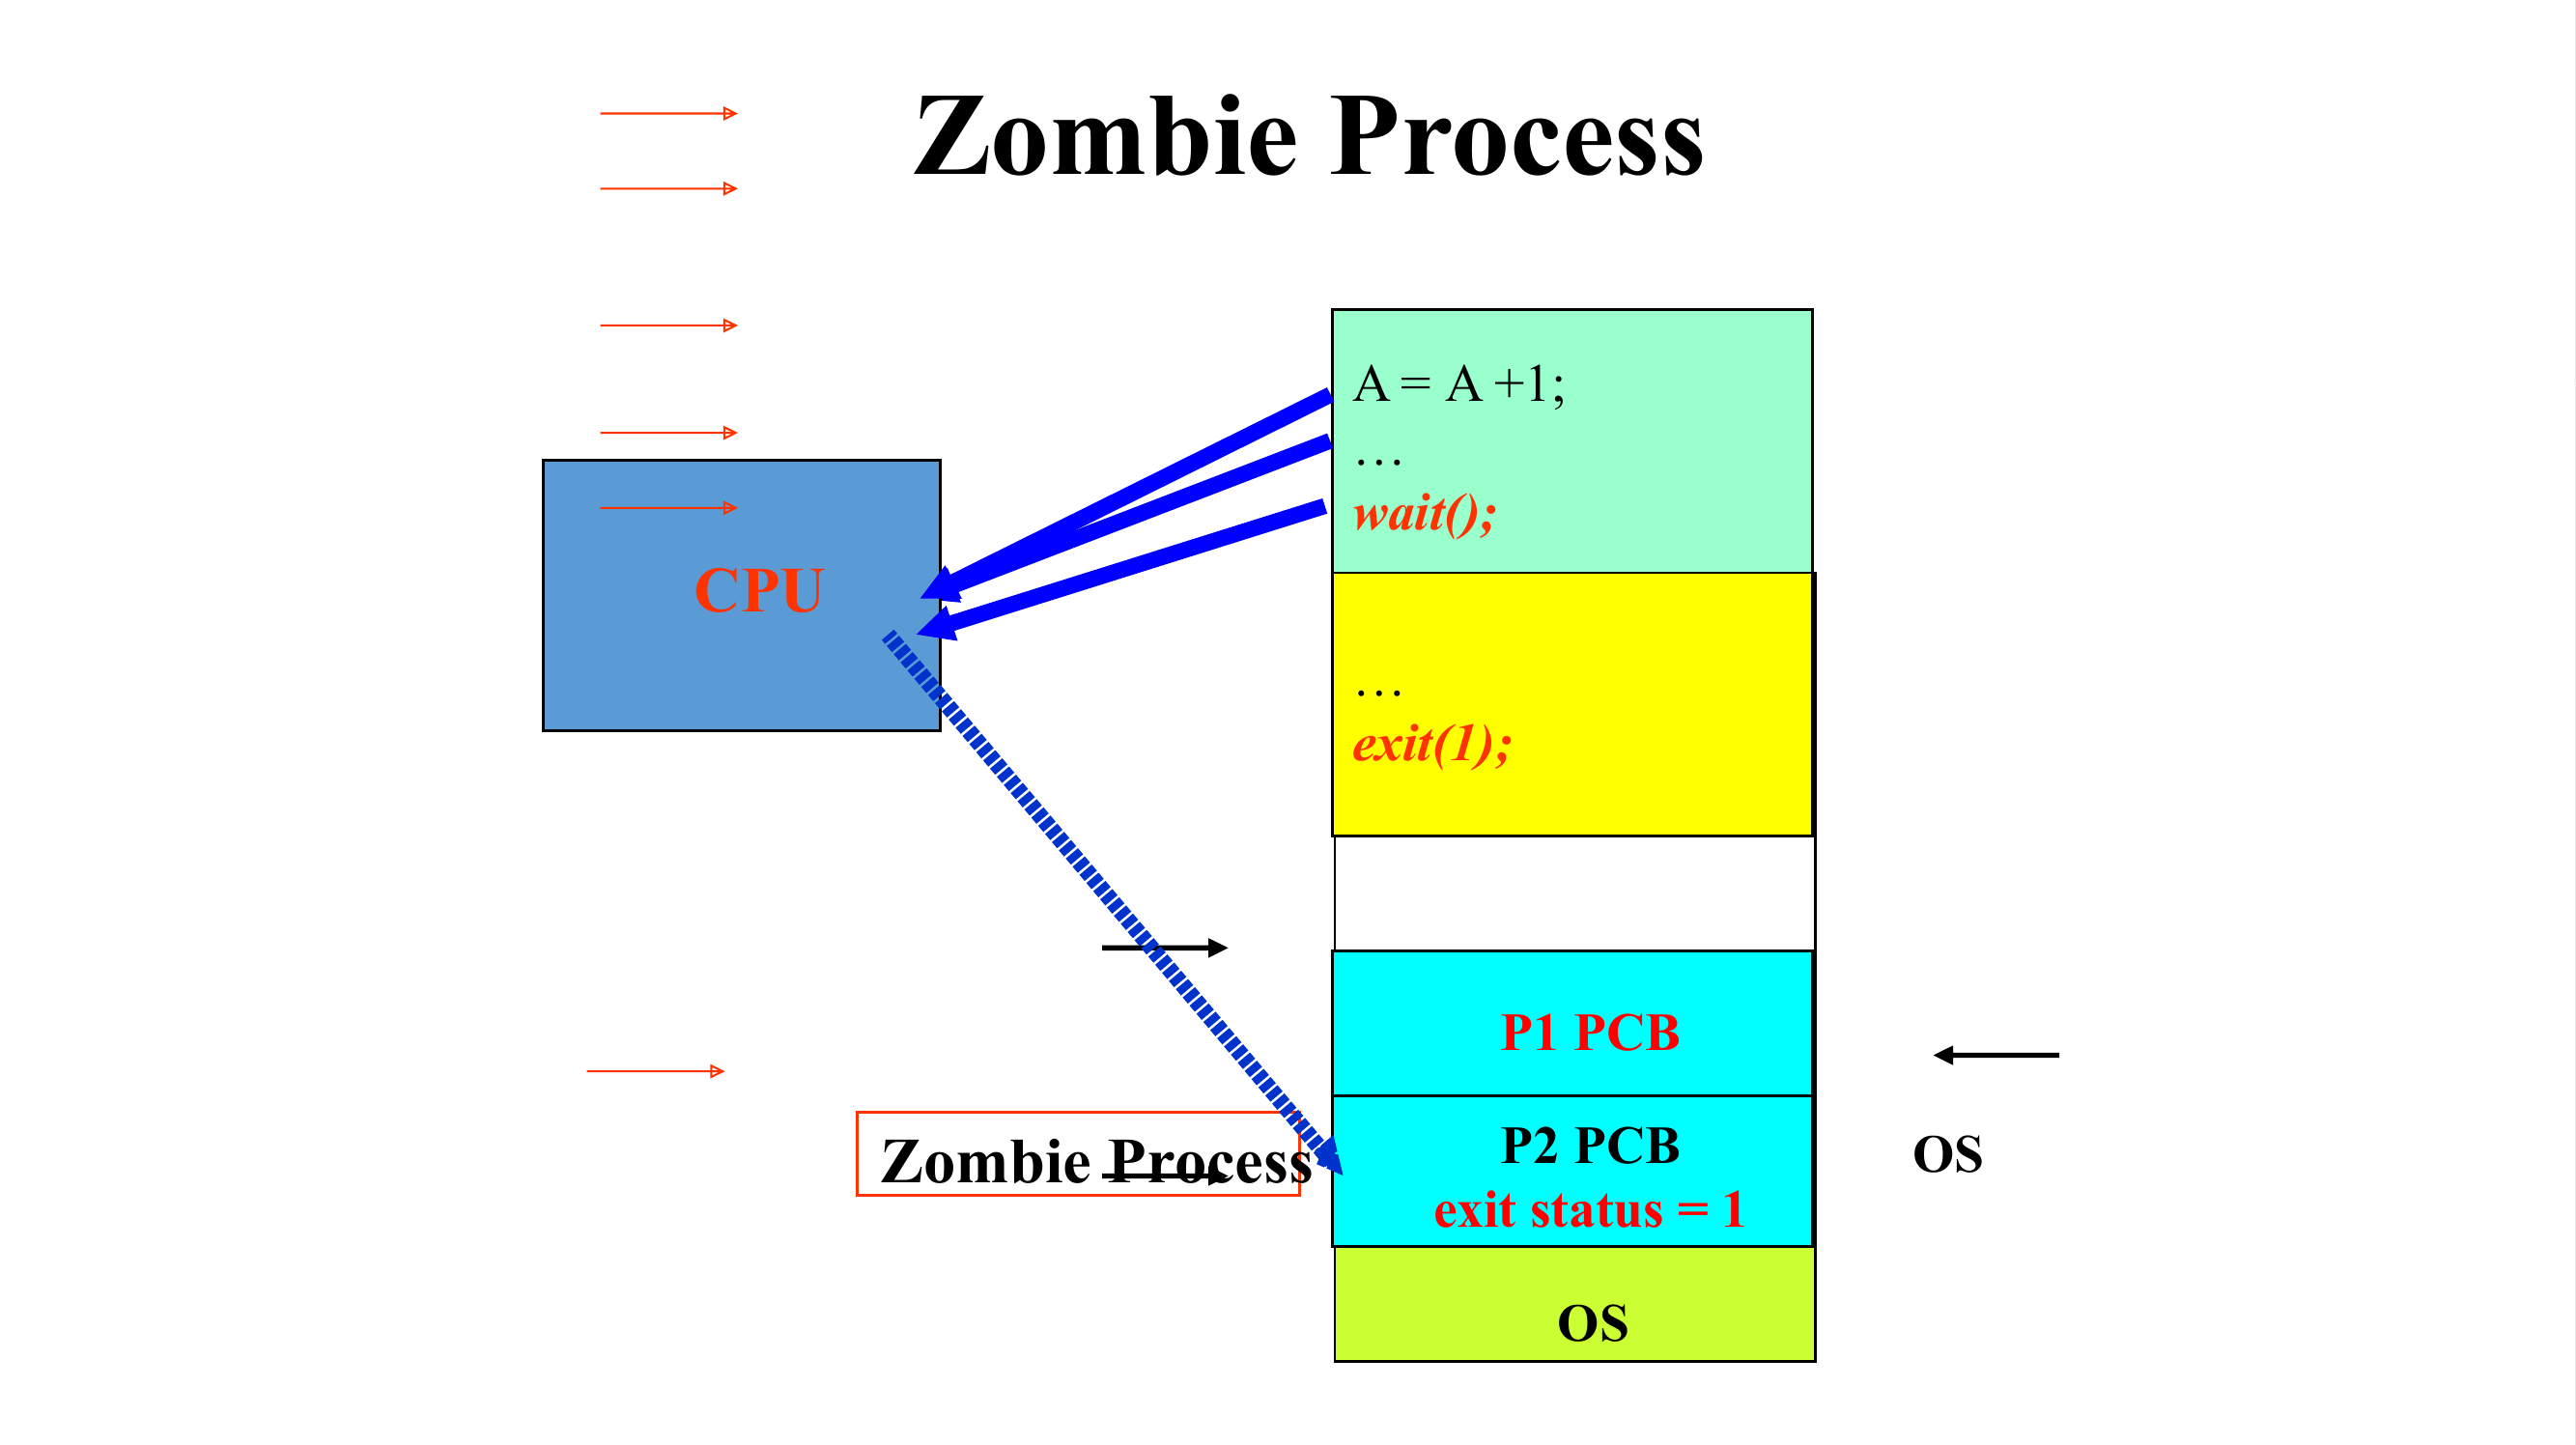 Zombie Process
A = A +1;
…
wait();
CPU
…
exit(1);
P1 PCB
P2 PCB
exit status = 1
Zombie Process
OS
OS